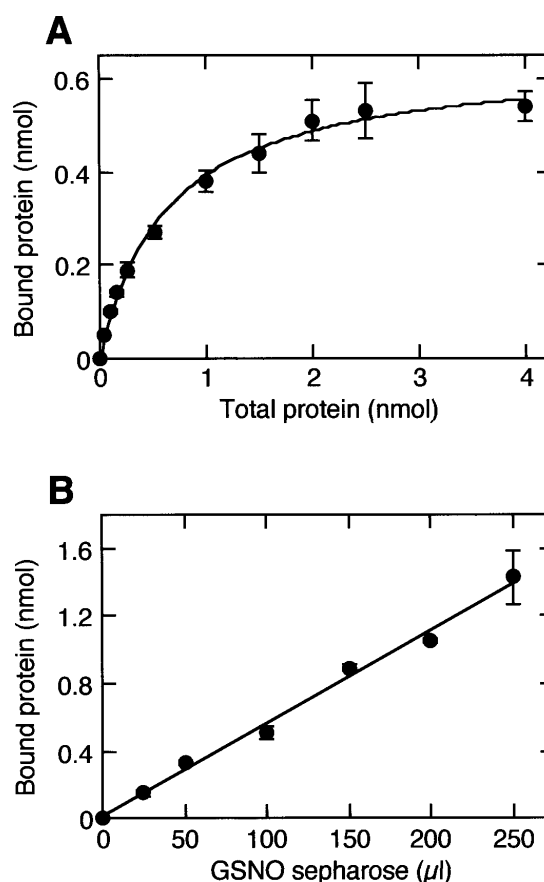 A
0.6
0.4
0.2
0
Bound protein (nmol)
0 1 2 3 4
Total protein (nmol)
B
1.6
1.2
0.8
0.4
0
Bound protein (nmol)
0 50 100 150 200 250
GSNO sepharose (µl)